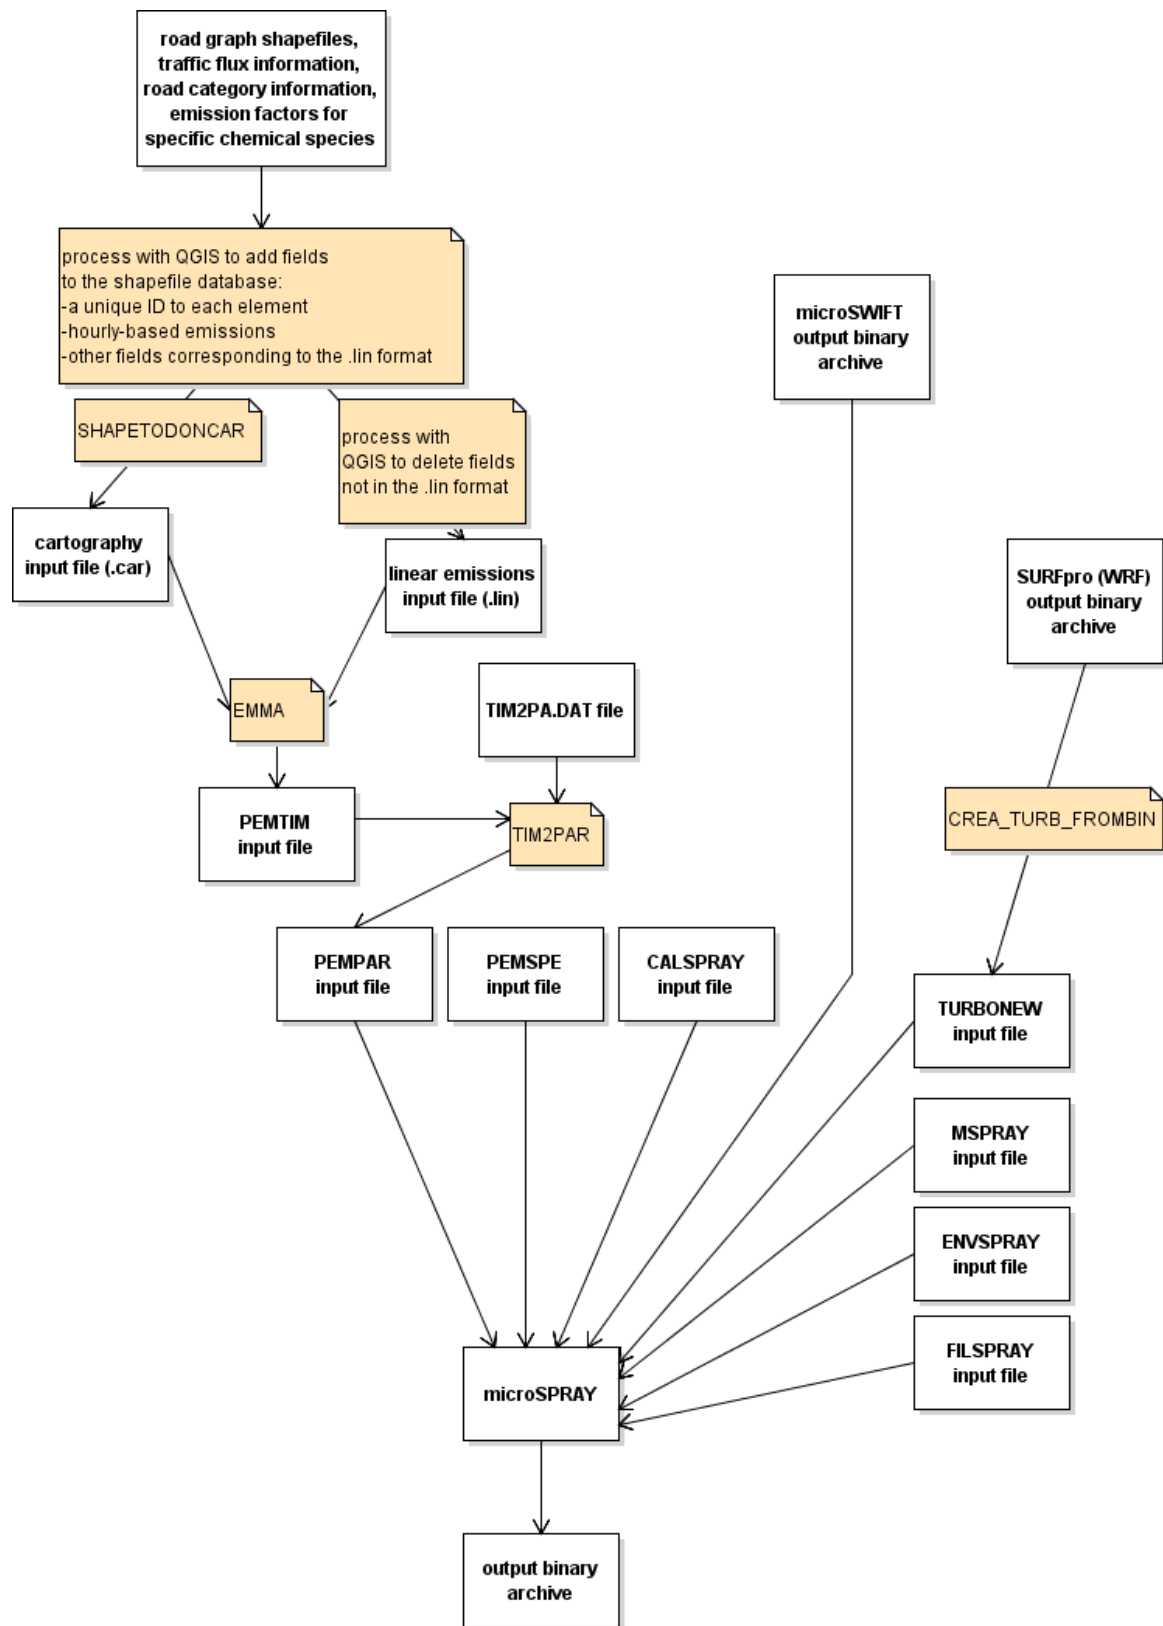 road graph shapefiles,
traffic flux information,
road category information,
emission factors for
specific chemical species
process with QGIS to add fields
to the shapefile database:
-a unique ID to each element
-hourly-based emissions
-other fields corresponding to the .lin format
microSWIFT
output binary
archive
SHAPETODONCAR
process with
QGIS to delete fields
not in the .lin format
cartography
input file (.car)
linear emissions
input file (.lin)
SURFpro (WRF)
output binary
archive
EMMA
TIM2PA.DAT file
PEMTIM
input file
TIM2PAR
CREA_TURB_FROMBIN
PEMPAR
input file
PEMSPE
input file
CALSPRAY
input file
TURBONEW
input file
MSPRAY
input file
ENVSPRAY
input file
FILSPRAY
input file
microSPRAY
output binary
archive